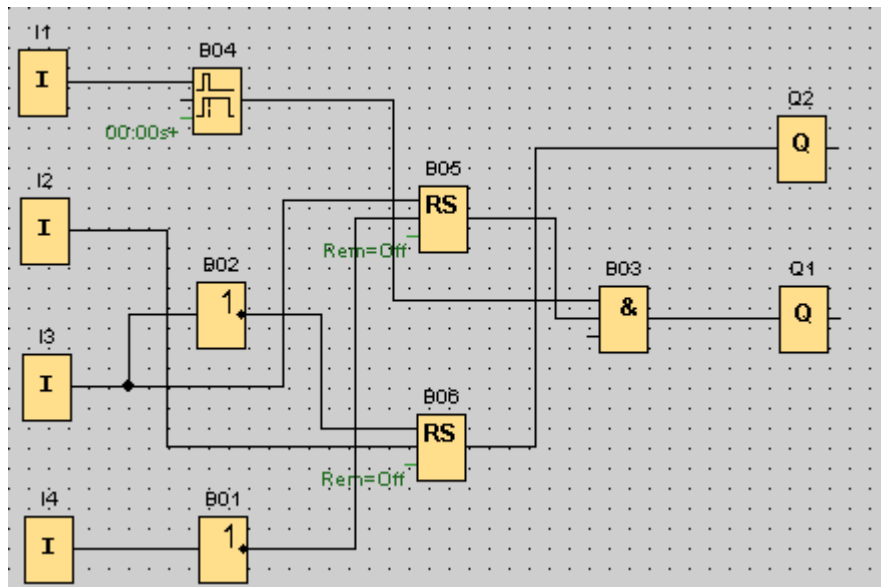 I1
I
B04
00:00s+
Q2
Q
I2
I
B05
RS
Rem=Off
B02
1
B03
&
Q1
Q
I3
I
B06
RS
Rem=Off
I4
I
B01
1